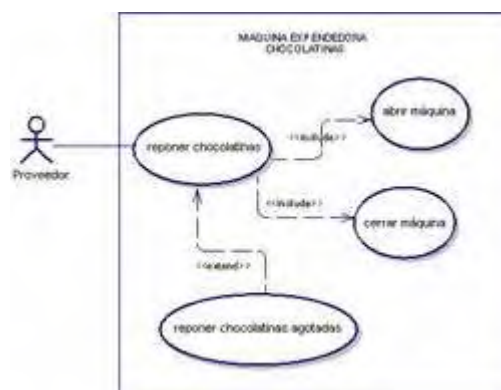 MAQUINA EXPENDEDORA
CHOCOLATINAS
abrir máquina
<<include>>
reponer chocolatinas
Proveedor
<<include>>
cerrar máquina
<<extend>>
reponer chocolatinas agotadas